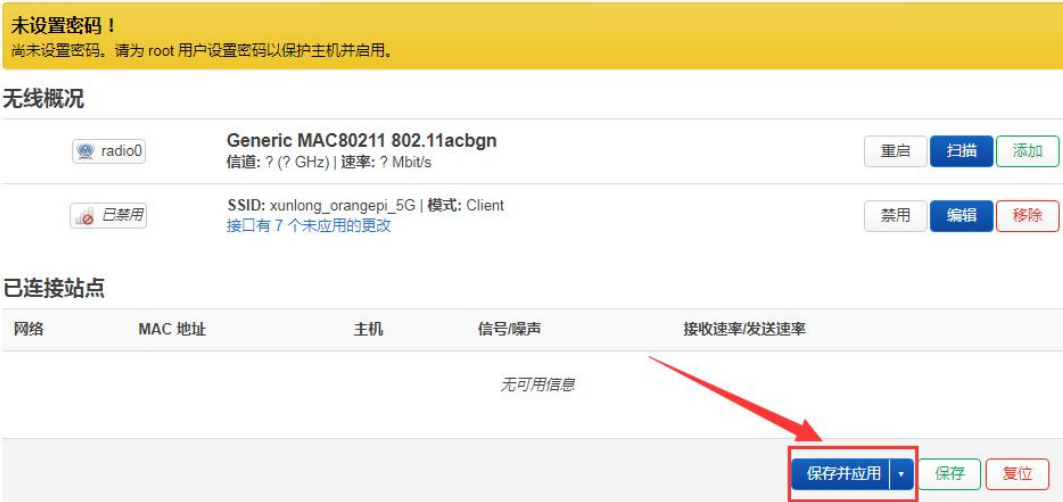 未设置密码！
尚未设置密码。请为 root 用户设置密码以保护主机并启用。
无线概况
radio0
Generic MAC80211 802.11acbgn
信道: ? (? GHz) | 速率: ? Mbit/s
重启 扫描 添加
已禁用
SSID: xunlong_orangepi_5G | 模式: Client
接口有 7 个未应用的更改
禁用 编辑 移除
已连接站点
网络 MAC 地址 主机 信号/噪声 接收速率/发送速率
无可用信息
保存并应用 保存 复位